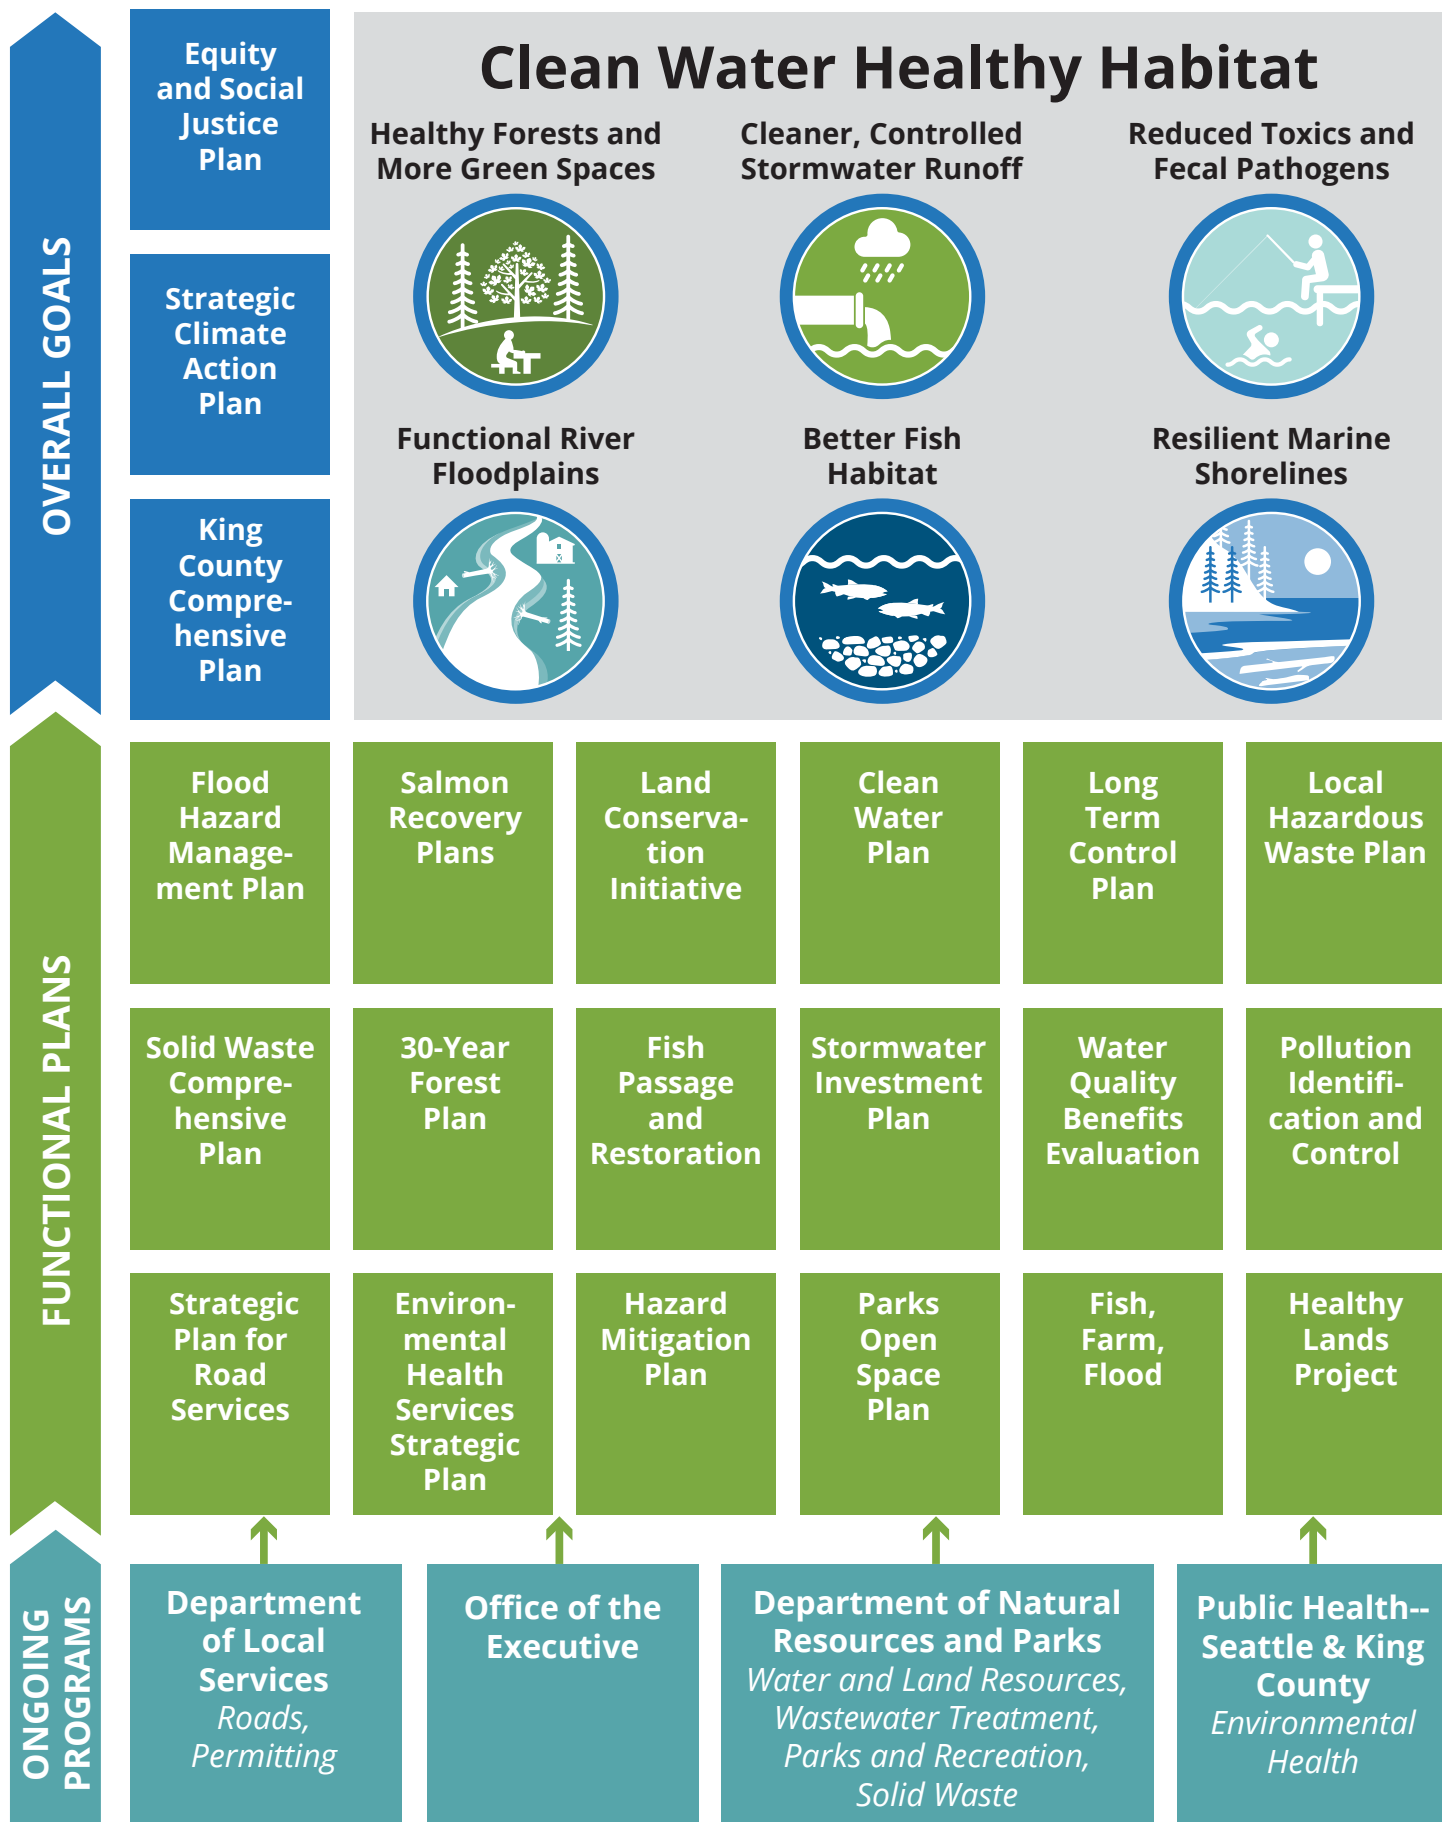 OVERALL GOALS
Equity
and Social
Justice
Plan
Strategic
Climate
Action
Plan
King
County
Compre-
hensive
Plan
Clean Water Healthy Habitat
Healthy Forests and
More Green Spaces
Cleaner, Controlled
Stormwater Runoff
Reduced Toxics and
Fecal Pathogens
Functional River
Floodplains
Better Fish
Habitat
Resilient Marine
Shorelines
FUNCTIONAL PLANS
Flood
Hazard
Manage-
ment Plan
Salmon
Recovery
Plans
Land
Conserva-
tion
Initiative
Clean
Water
Plan
Long
Term
Control
Plan
Local
Hazardous
Waste Plan
Solid Waste
Compre-
hensive
Plan
30-Year
Forest
Plan
Fish
Passage
and
Restoration
Stormwater
Investment
Plan
Water
Quality
Benefits
Evaluation
Pollution
Identifi-
cation and
Control
Strategic
Plan for
Road
Services
Environ-
mental
Health
Services
Strategic
Plan
Hazard
Mitigation
Plan
Parks
Open
Space
Plan
Fish,
Farm,
Flood
Healthy
Lands
Project
ONGOING
PROGRAMS
Department
of Local
Services
Roads,
Permitting
Office of the
Executive
Department of Natural
Resources and Parks
Water and Land Resources,
Wastewater Treatment,
Parks and Recreation,
Solid Waste
Public Health--
Seattle & King
County
Environmental
Health